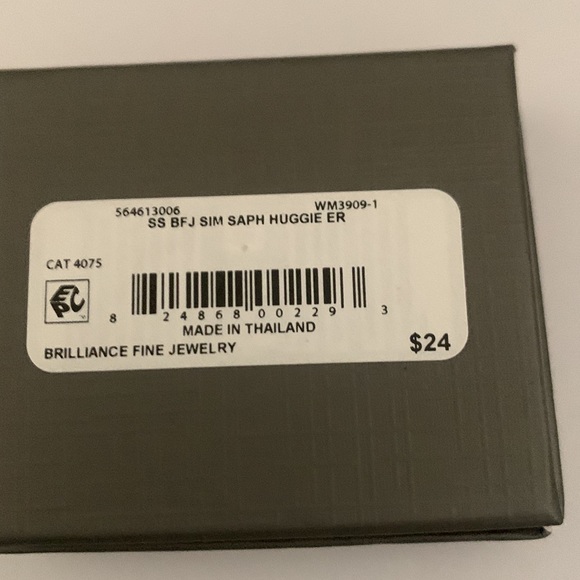 564613006 WM3909-1
SS BFJ SIM SAPH HUGGIE ER
CAT 4075
EPC
8 24868 00229 3
MADE IN THAILAND
BRILLIANCE FINE JEWELRY
$24